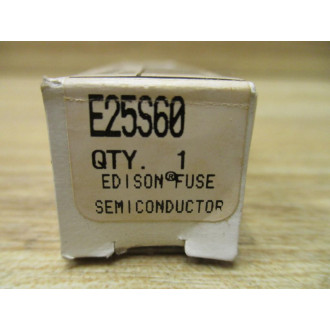 E25S60
QTY. 1
EDISON® FUSE
SEMICONDUCTOR